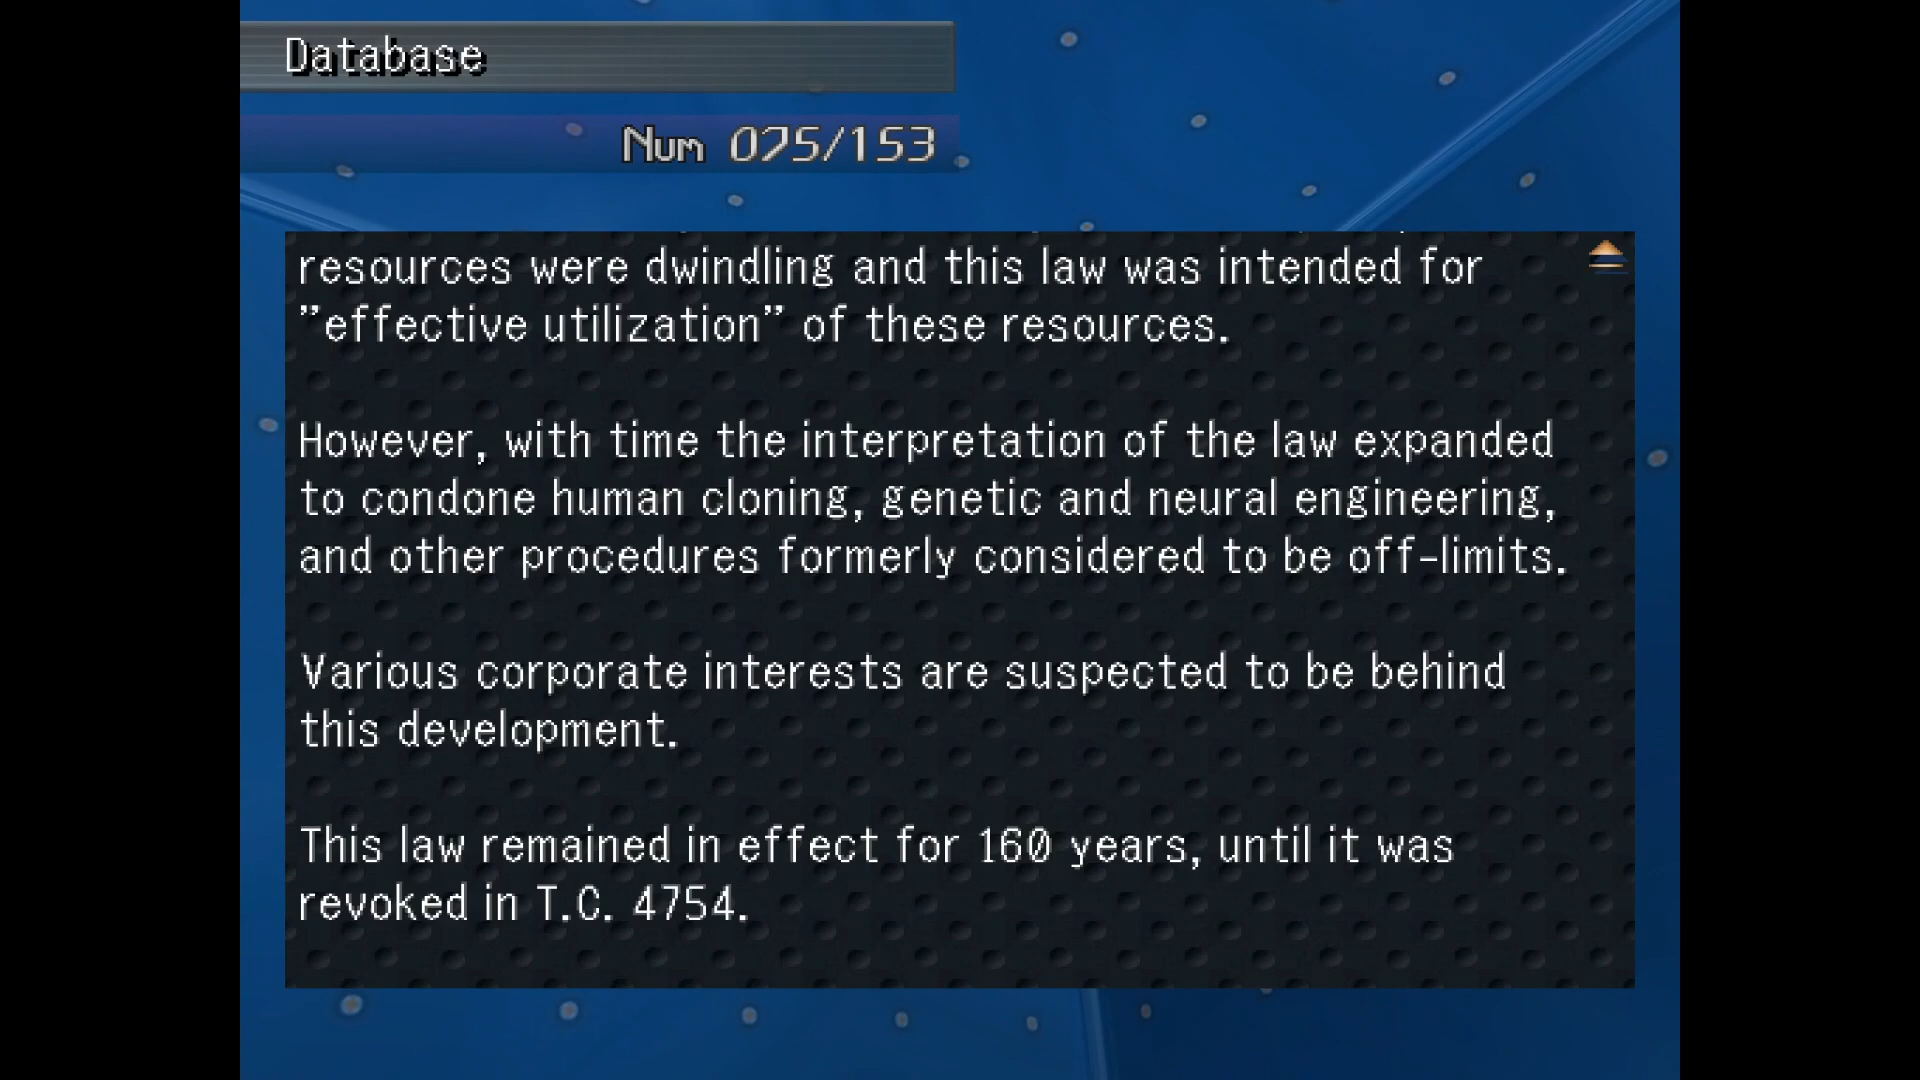 Database
Num 075/153
resources were dwindling and this law was intended for
"effective utilization" of these resources.
However, with time the interpretation of the law expanded
to condone human cloning, genetic and neural engineering,
and other procedures formerly considered to be off-limits.
Various corporate interests are suspected to be behind
this development.
This law remained in effect for 160 years, until it was
revoked in T.C. 4754.